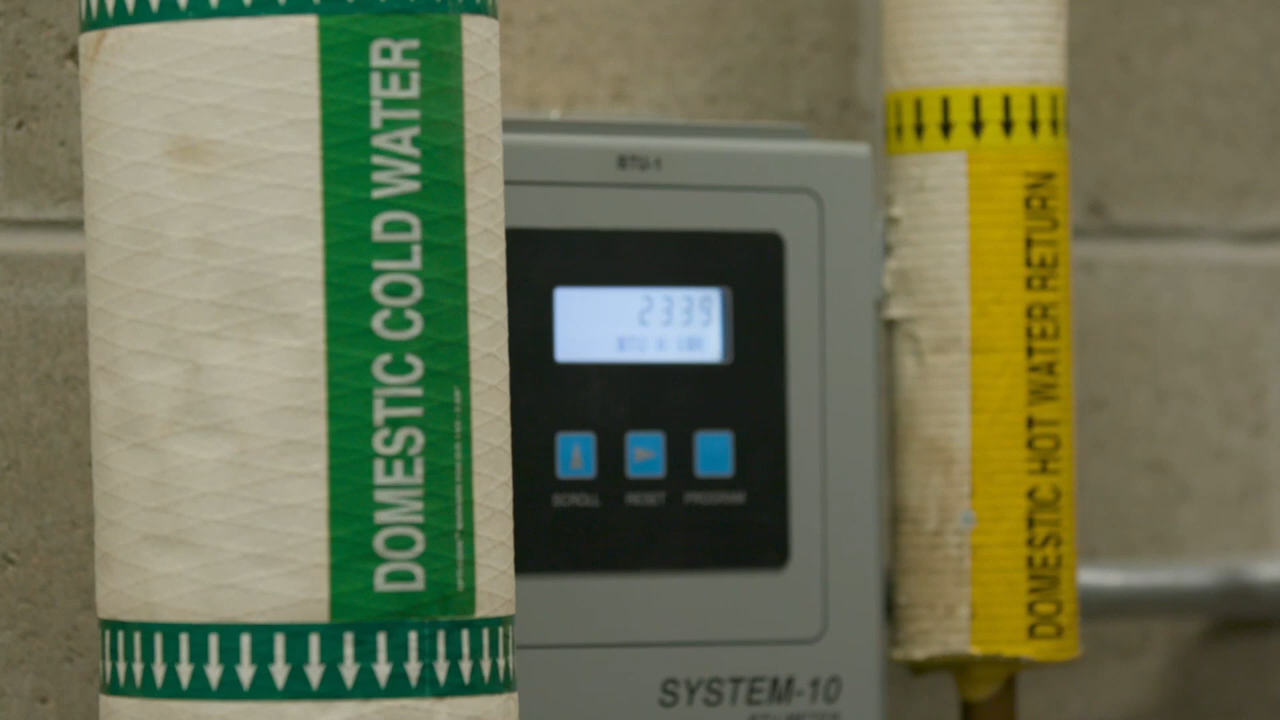 DOMESTIC COLD WATER
BTU-1
2339
SCROLL RESET PROGRAM
SYSTEM-10
DOMESTIC HOT WATER RETURN